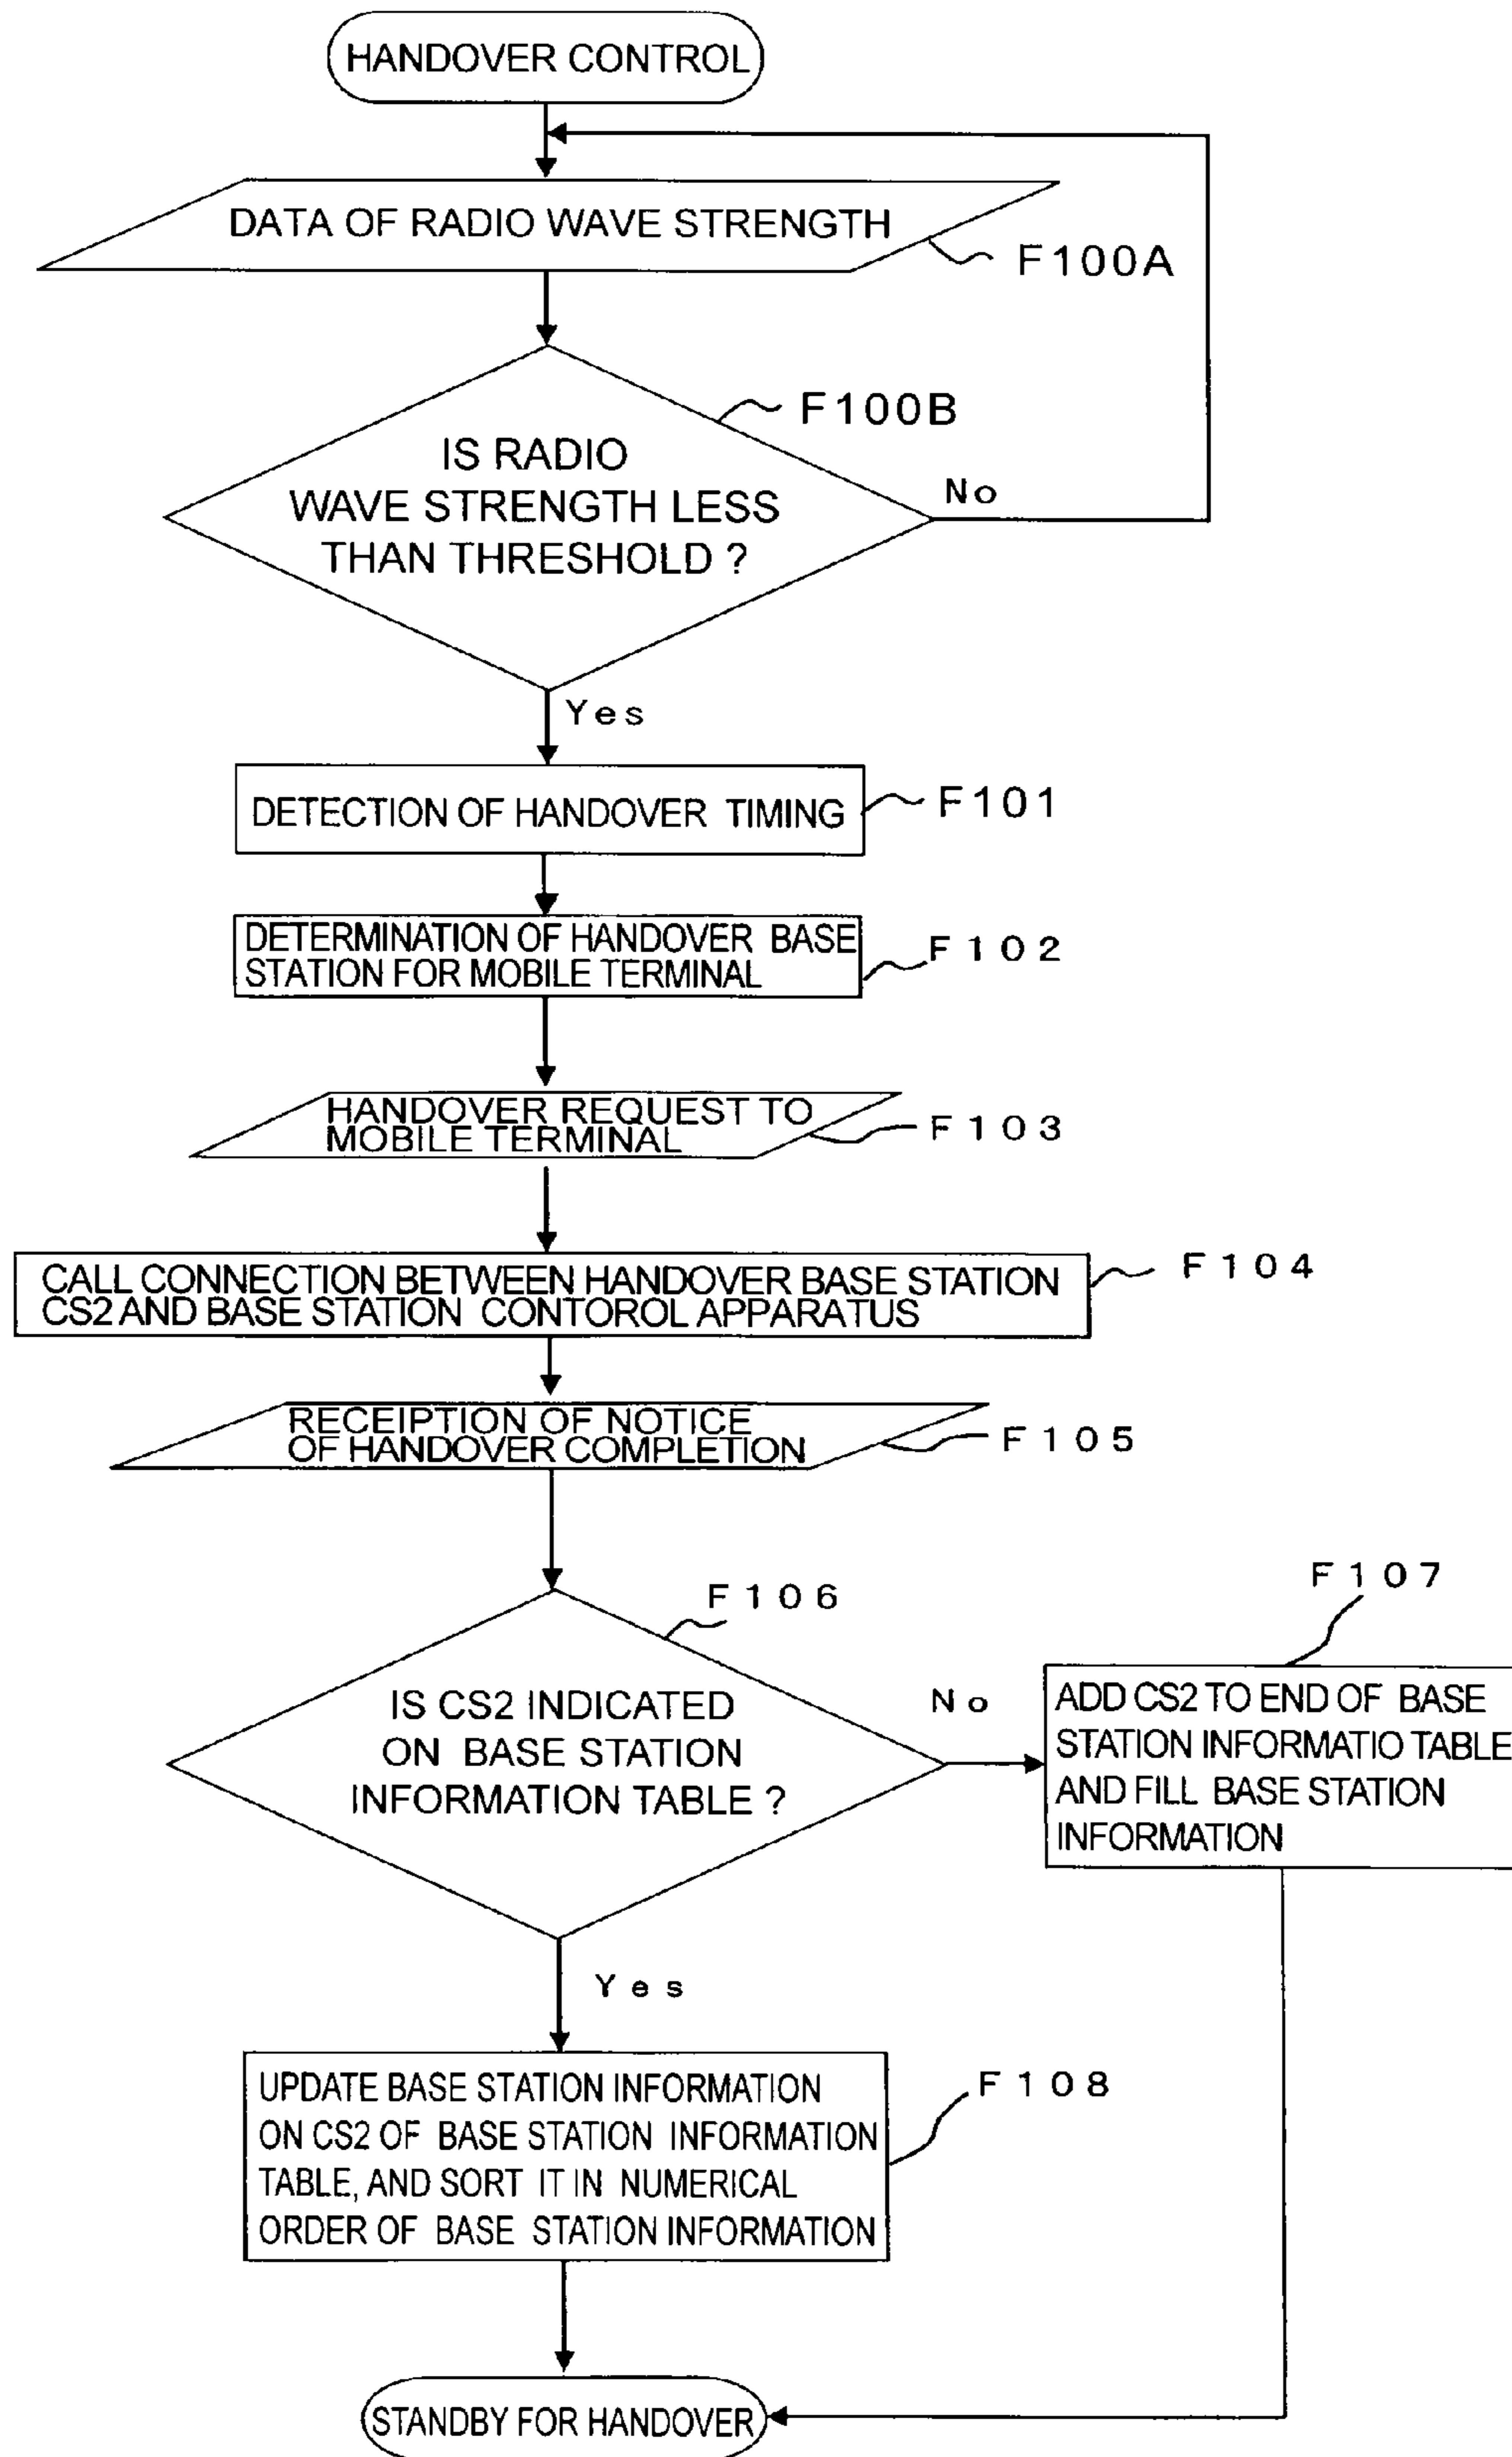 HANDOVER CONTROL
DATA OF RADIO WAVE STRENGTH
F100A
F100B
IS RADIO
WAVE STRENGTH LESS
THAN THRESHOLD ?
No
Yes
DETECTION OF HANDOVER TIMING
F101
DETERMINATION OF HANDOVER BASE
STATION FOR MOBILE TERMINAL
F102
HANDOVER REQUEST TO
MOBILE TERMINAL
F103
CALL CONNECTION BETWEEN HANDOVER BASE STATION
CS2 AND BASE STATION CONTOROL APPARATUS
F104
RECEIPTION OF NOTICE
OF HANDOVER COMPLETION
F105
F106
IS CS2 INDICATED
ON BASE STATION
INFORMATION TABLE ?
No
F107
ADD CS2 TO END OF BASE
STATION INFORMATIO TABLE
AND FILL BASE STATION
INFORMATION
Yes
UPDATE BASE STATION INFORMATION
ON CS2 OF BASE STATION INFORMATION
TABLE, AND SORT IT IN NUMERICAL
ORDER OF BASE STATION INFORMATION
F108
STANDBY FOR HANDOVER